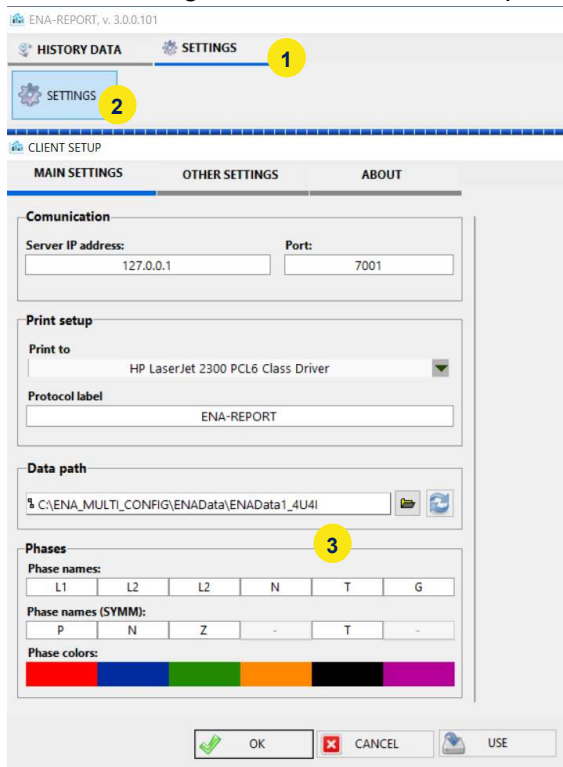 ENA-REPORT, v. 3.0.0.101
HISTORY DATA SETTINGS 1
SETTINGS 2
CLIENT SETUP
MAIN SETTINGS OTHER SETTINGS ABOUT
Comunication
Server IP address: Port:
127.0.0.1 7001
Print setup
Print to
HP LaserJet 2300 PCL6 Class Driver
Protocol label
ENA-REPORT
Data path
C:\ENA_MULTI_CONFIG\ENAData\ENAData1_4U4I
3
Phases
Phase names:
L1 L2 L2 N T G
Phase names (SYMM):
P N Z - T -
Phase colors:
OK CANCEL USE